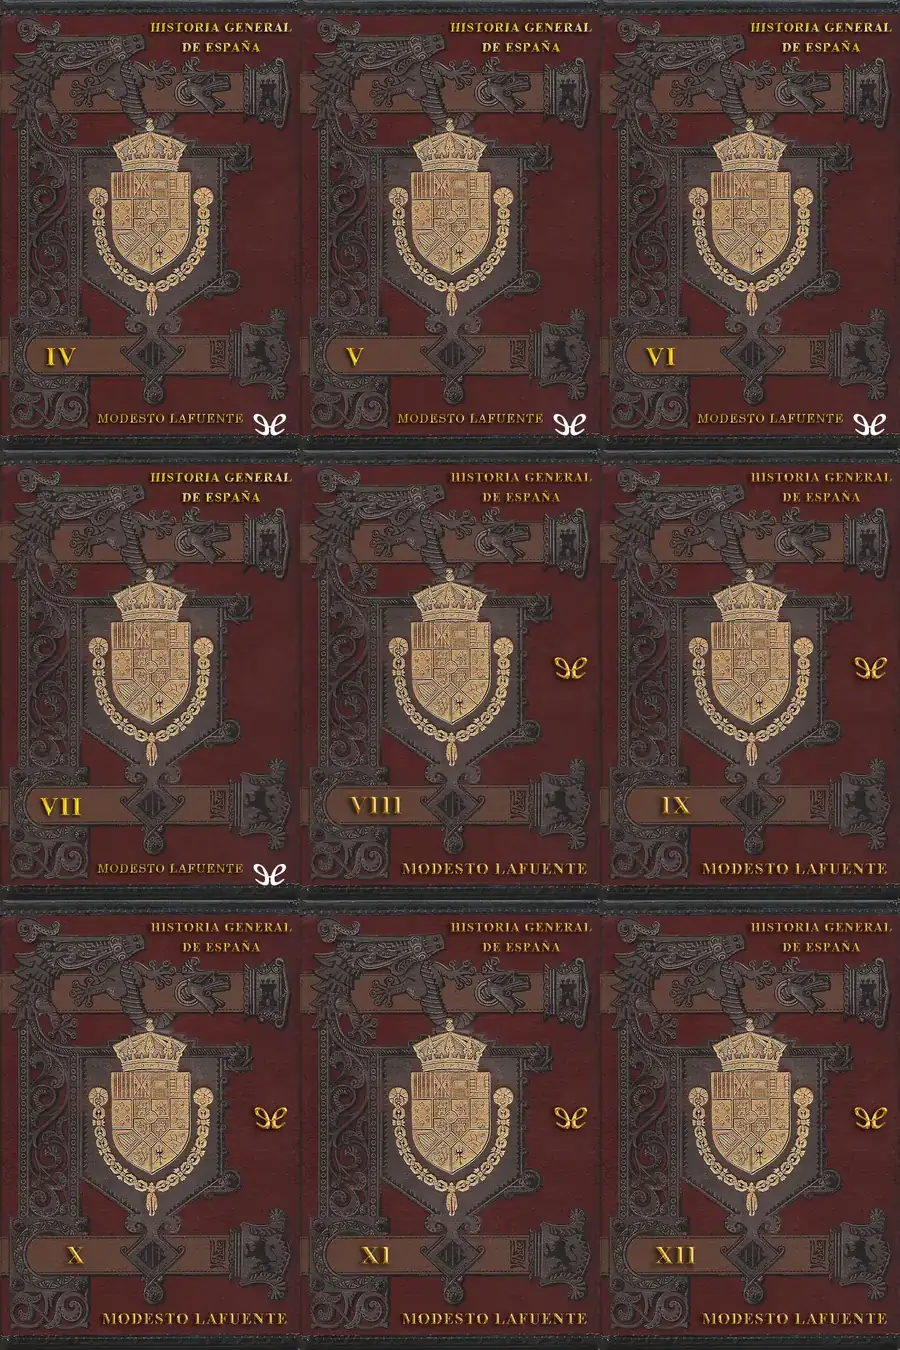 HISTORIA GENERAL
DE ESPAÑA
IV
MODESTO LAFUENTE
HISTORIA GENERAL
DE ESPAÑA
V
MODESTO LAFUENTE
HISTORIA GENERAL
DE ESPAÑA
VI
MODESTO LAFUENTE
HISTORIA GENERAL
DE ESPAÑA
VII
MODESTO LAFUENTE
HISTORIA GENERAL
DE ESPAÑA
VIII
MODESTO LAFUENTE
HISTORIA GENERAL
DE ESPAÑA
IX
MODESTO LAFUENTE
HISTORIA GENERAL
DE ESPAÑA
X
MODESTO LAFUENTE
HISTORIA GENERAL
DE ESPAÑA
XI
MODESTO LAFUENTE
HISTORIA GENERAL
DE ESPAÑA
XII
MODESTO LAFUENTE